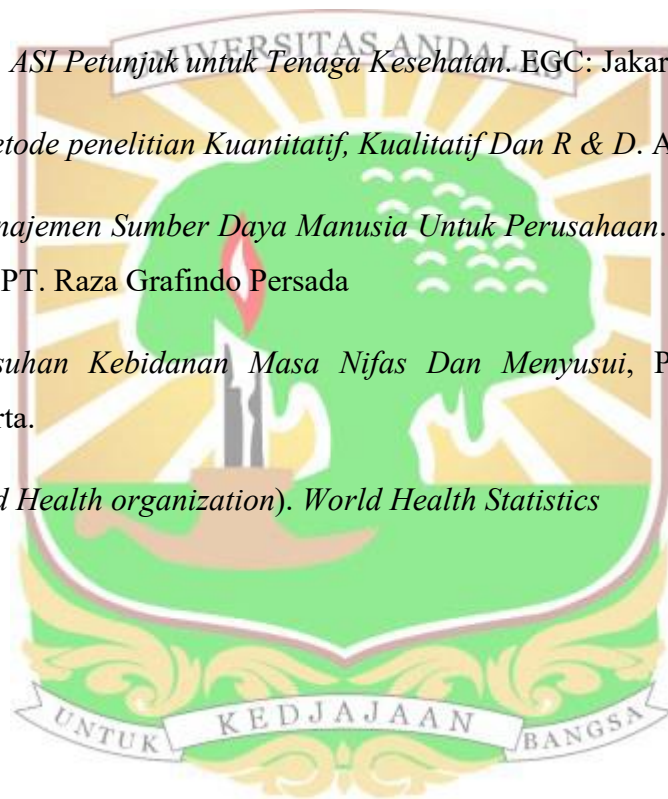 UNIVERSITAS ANDALAS
ASI Petunjuk untuk Tenaga Kesehatan. EGC: Jakar
etode penelitian Kuantitatif, Kualitatif Dan R & D. A
najemen Sumber Daya Manusia Untuk Perusahaan.
PT. Raza Grafindo Persada
suhan Kebidanan Masa Nifas Dan Menyusui, P
rta.
d Health organization). World Health Statistics
UNTUK KEDJAJAAN BANGSA